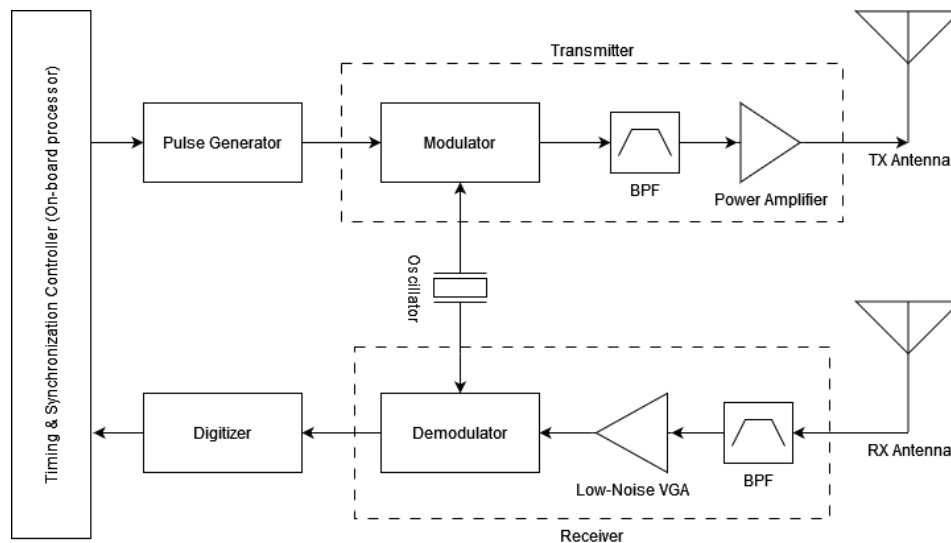 Timing & Synchronization Controller (On-board processor)
Transmitter
Pulse Generator
Modulator
BPF
Power Amplifier
TX Antenna
Oscillator
Digitizer
Demodulator
Low-Noise VGA
BPF
RX Antenna
Receiver